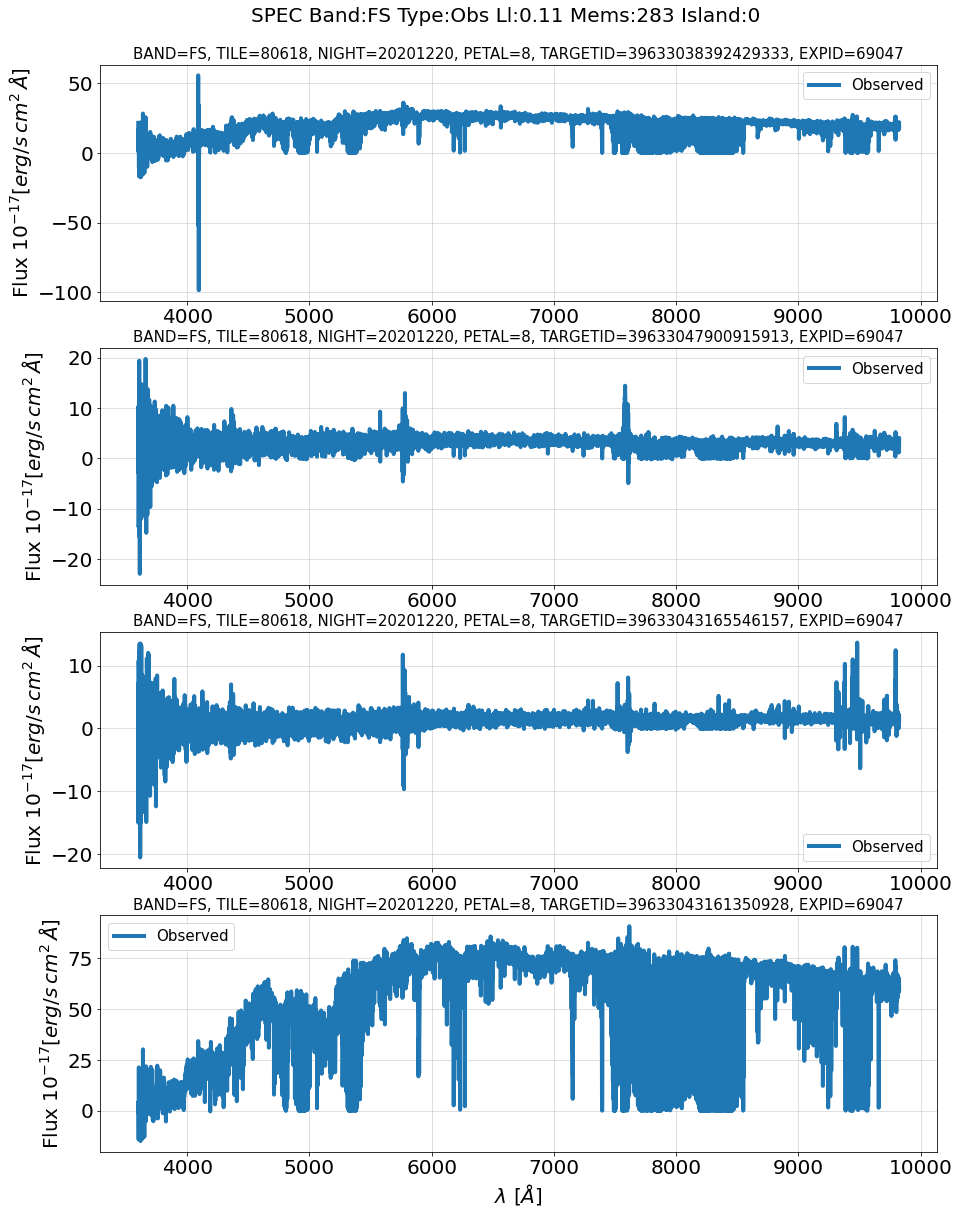 SPEC Band:FS Type:Obs Ll:0.11 Mems:283 Island:0
BAND=FS, TILE=80618, NIGHT=20201220, PETAL=8, TARGETID=39633038392429333, EXPID=69047
Flux 10^{-17}[erg/s cm^2 Å]
50
0
−50
−100
Observed
4000 5000 6000 7000 8000 9000 10000
BAND=FS, TILE=80618, NIGHT=20201220, PETAL=8, TARGETID=39633047900915913, EXPID=69047
Flux 10^{-17}[erg/s cm^2 Å]
20
10
0
−10
−20
Observed
4000 5000 6000 7000 8000 9000 10000
BAND=FS, TILE=80618, NIGHT=20201220, PETAL=8, TARGETID=39633043165546157, EXPID=69047
Flux 10^{-17}[erg/s cm^2 Å]
10
0
−10
−20
Observed
4000 5000 6000 7000 8000 9000 10000
BAND=FS, TILE=80618, NIGHT=20201220, PETAL=8, TARGETID=39633043161350928, EXPID=69047
Flux 10^{-17}[erg/s cm^2 Å]
75
50
25
0
Observed
4000 5000 6000 7000 8000 9000 10000
λ [Å]